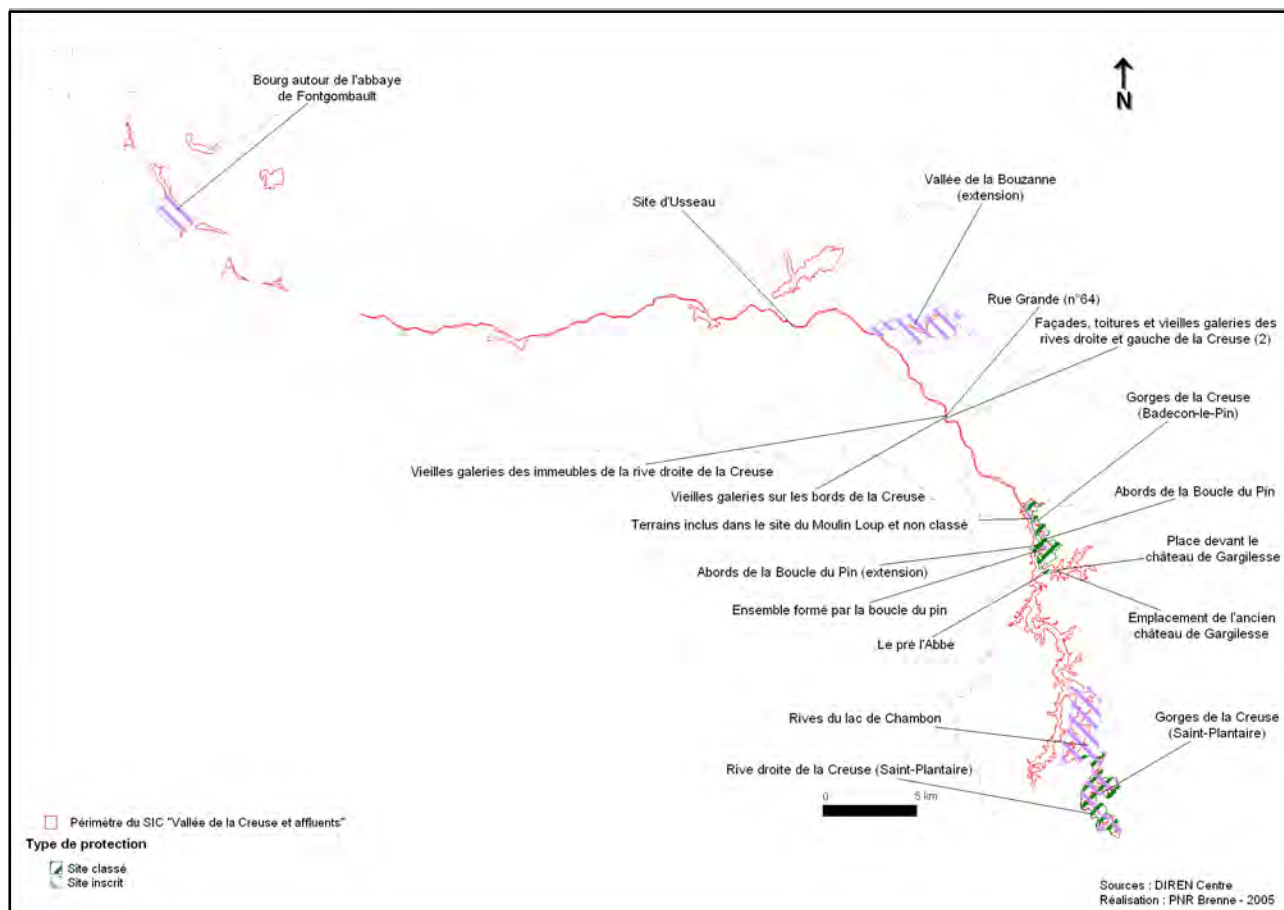 Bourg autour de l'abbaye
de Fontgombault
N
Vallée de la Bouzanne
(extension)
Site d'Usseau
Rue Grande (n°64)
Façades, toitures et vieilles galeries des
rives droite et gauche de la Creuse (2)
Gorges de la Creuse
(Badecon-le-Pin)
Vieilles galeries des immeubles de la rive droite de la Creuse
Vieilles galeries sur les bords de la Creuse
Abords de la Boucle du Pin
Terrains inclus dans le site du Moulin Loup et non classé
Place devant le
château de Gargilesse
Abords de la Boucle du Pin (extension)
Ensemble formé par la boucle du pin
Emplacement de l'ancien
château de Gargilesse
Le pré l'Abbé
Rives du lac de Chambon
Gorges de la Creuse
(Saint-Plantaire)
Rive droite de la Creuse (Saint-Plantaire)
0 5 km
Périmètre du SIC "Vallée de la Creuse et affluents"
Type de protection
Site classé
Site inscrit
Sources : DIREN Centre
Réalisation : PNR Brenne - 2005